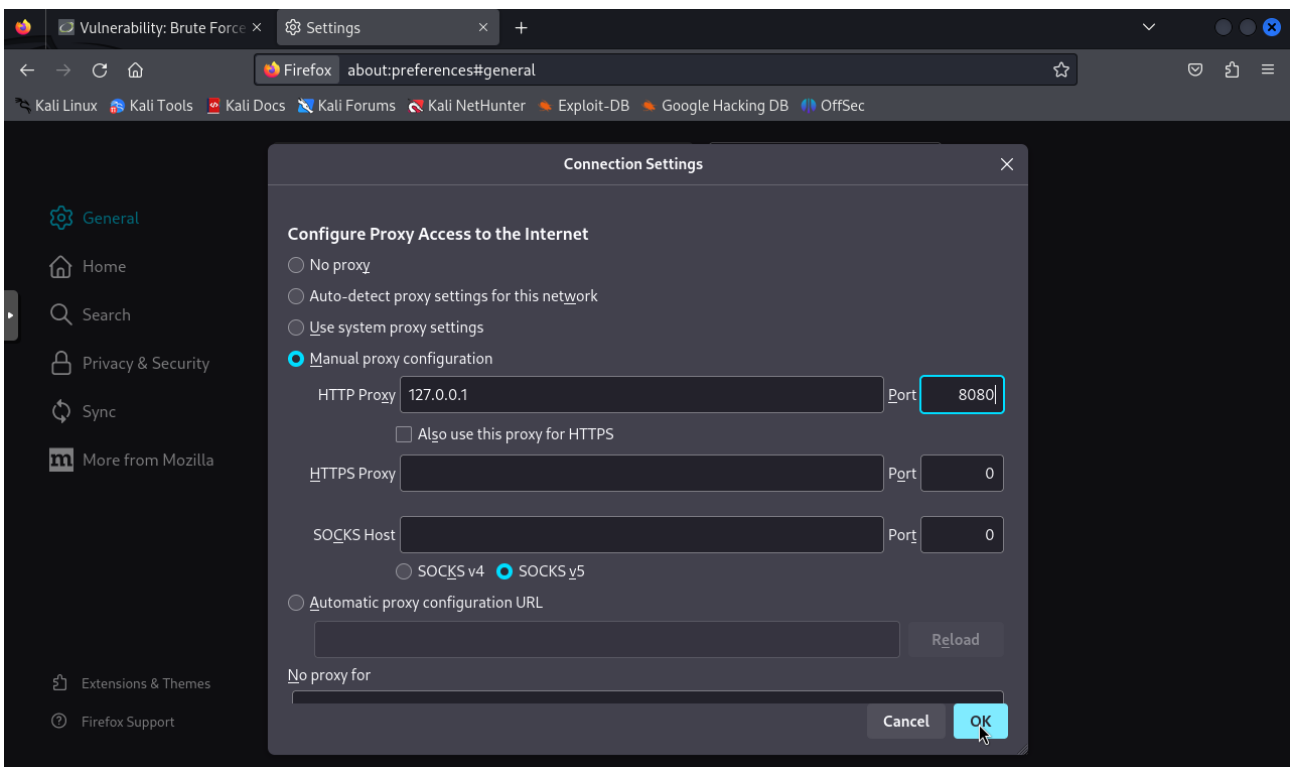 Vulnerability: Brute Force
Settings
Firefox about:preferences#general
Kali Linux Kali Tools Kali Docs Kali Forums Kali NetHunter Exploit-DB Google Hacking DB OffSec
Connection Settings
General
Home
Search
Privacy & Security
Sync
m More from Mozilla
Extensions & Themes
Firefox Support
Configure Proxy Access to the Internet
No proxy
Auto-detect proxy settings for this network
Use system proxy settings
Manual proxy configuration
HTTP Proxy 127.0.0.1 Port 8080
Also use this proxy for HTTPS
HTTPS Proxy Port 0
SOCKS Host Port 0
SOCKS v4 SOCKS v5
Automatic proxy configuration URL
Reload
No proxy for
Cancel OK